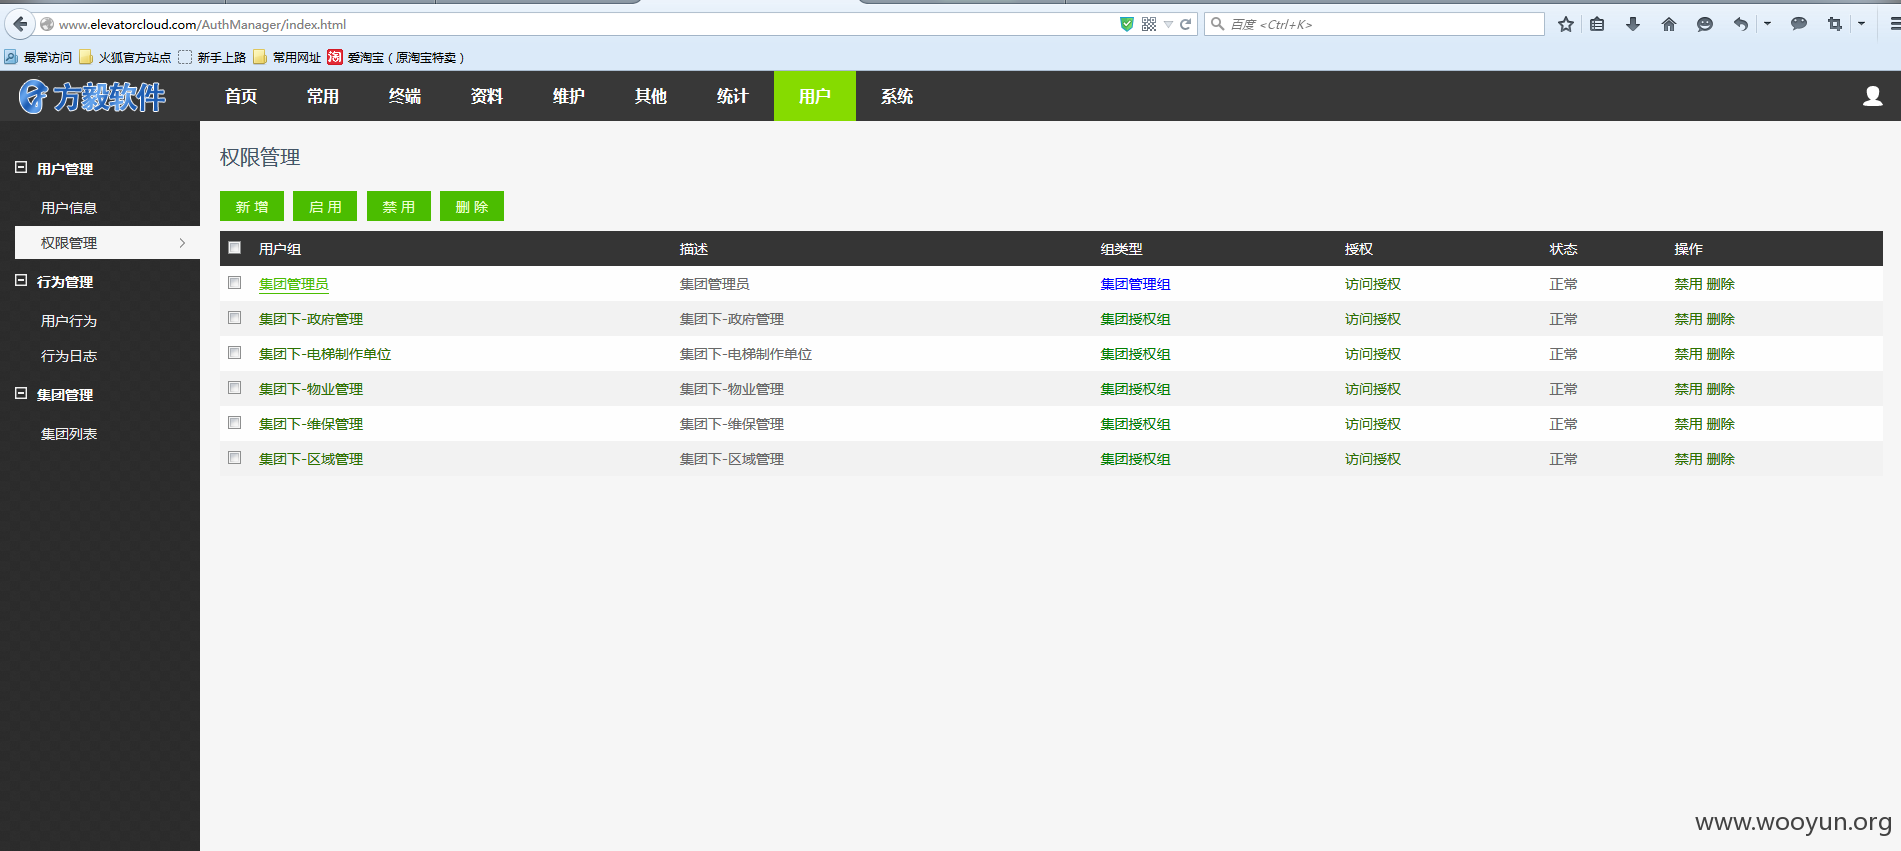 www.elevatorcloud.com/AuthManager/index.html
百度 <Ctrl+K>
最常访问 火狐官方站点 新手上路 常用网址 爱淘宝（原淘宝特卖）
方毅软件 首页 常用 终端 资料 维护 其他 统计 用户 系统
用户管理
用户信息
权限管理
行为管理
用户行为
行为日志
集团管理
集团列表
权限管理
新 增 启 用 禁 用 删 除
用户组 描述 组类型 授权 状态 操作
集团管理员 集团管理员 集团管理组 访问授权 正常 禁用 删除
集团下-政府管理 集团下-政府管理 集团授权组 访问授权 正常 禁用 删除
集团下-电梯制作单位 集团下-电梯制作单位 集团授权组 访问授权 正常 禁用 删除
集团下-物业管理 集团下-物业管理 集团授权组 访问授权 正常 禁用 删除
集团下-维保管理 集团下-维保管理 集团授权组 访问授权 正常 禁用 删除
集团下-区域管理 集团下-区域管理 集团授权组 访问授权 正常 禁用 删除
www.wooyun.org